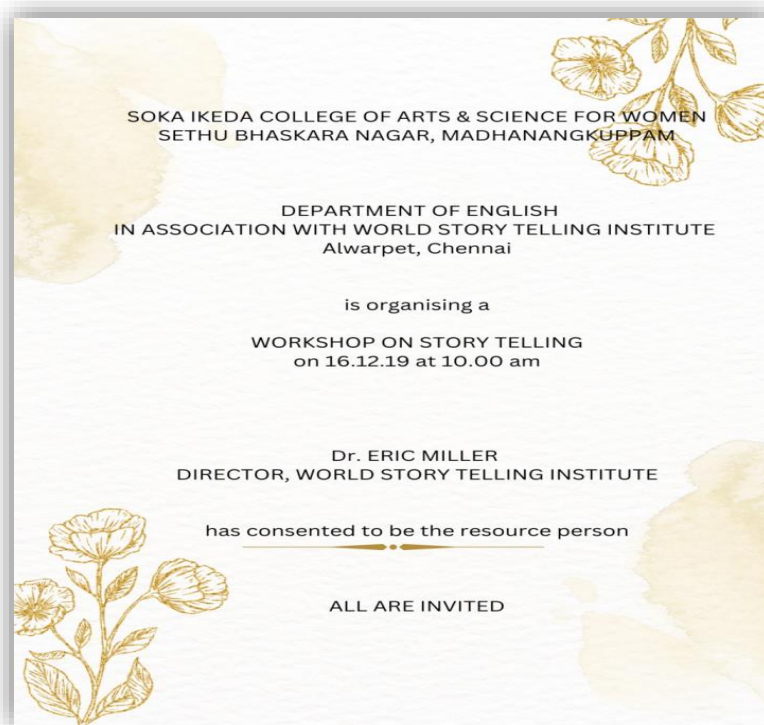 SOKA IKEDA COLLEGE OF ARTS & SCIENCE FOR WOMEN
SETHU BHASKARA NAGAR, MADHANANGKUPPAM
DEPARTMENT OF ENGLISH
IN ASSOCIATION WITH WORLD STORY TELLING INSTITUTE
Alwarpet, Chennai
is organising a
WORKSHOP ON STORY TELLING
on 16.12.19 at 10.00 am
Dr. ERIC MILLER
DIRECTOR, WORLD STORY TELLING INSTITUTE
has consented to be the resource person
ALL ARE INVITED